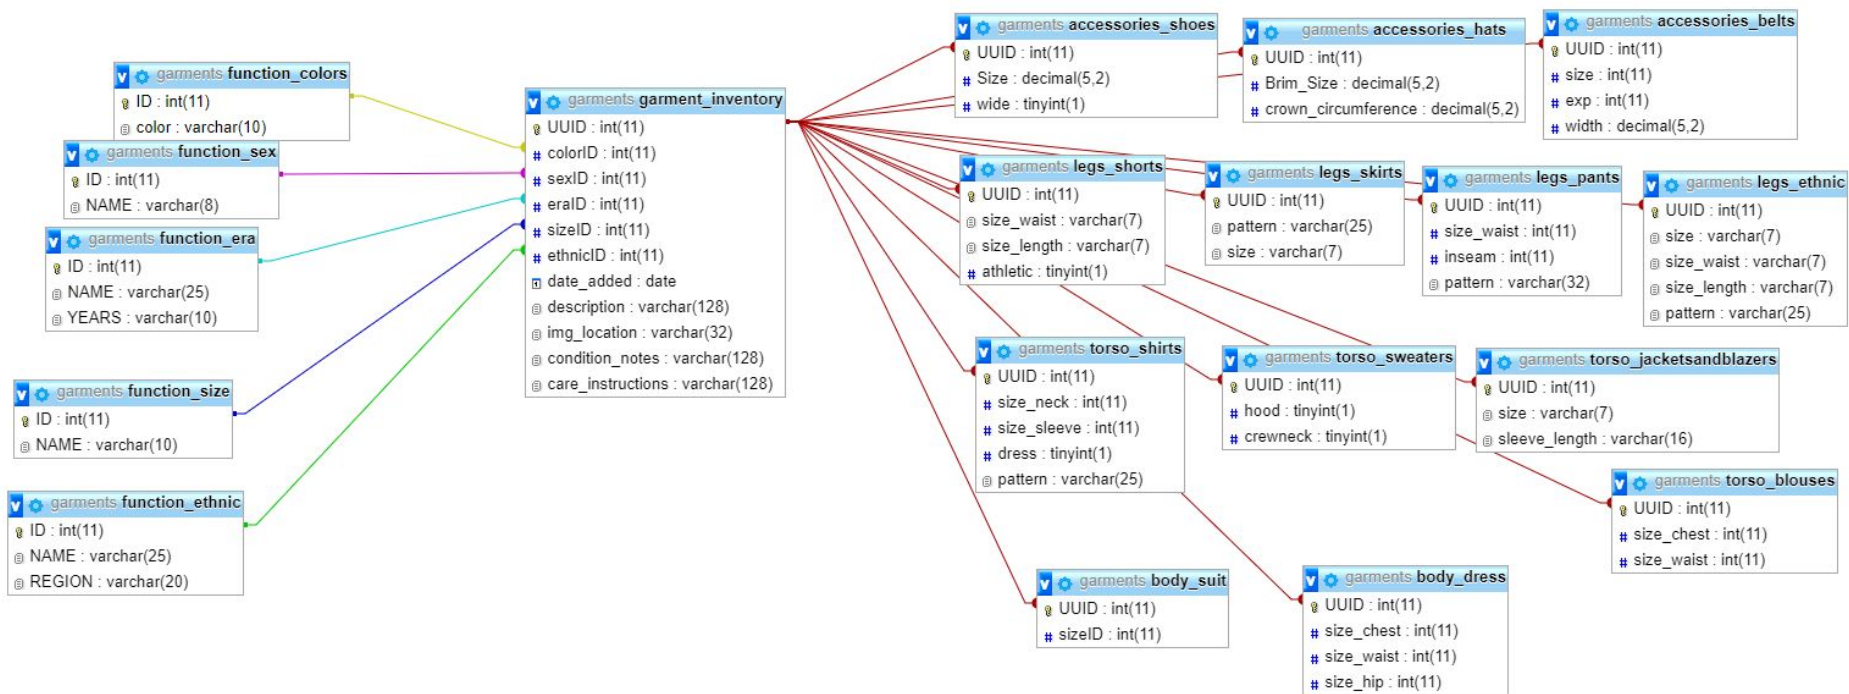 garments function_colors
ID : int(11)
color : varchar(10)
garments function_sex
ID : int(11)
NAME : varchar(8)
garments function_era
ID : int(11)
NAME : varchar(25)
YEARS : varchar(10)
garments function_size
ID : int(11)
NAME : varchar(10)
garments function_ethnic
ID : int(11)
NAME : varchar(25)
REGION : varchar(20)
garments garment_inventory
UUID : int(11)
colorID : int(11)
sexID : int(11)
eraID : int(11)
sizeID : int(11)
ethnicID : int(11)
date_added : date
description : varchar(128)
img_location : varchar(32)
condition_notes : varchar(128)
care_instructions : varchar(128)
garments accessories_shoes
UUID : int(11)
Size : decimal(5,2)
wide : tinyint(1)
garments accessories_hats
UUID : int(11)
Brim_Size : decimal(5,2)
crown_circumference : decimal(5,2)
garments accessories_belts
UUID : int(11)
size : int(11)
exp : int(11)
width : decimal(5,2)
garments legs_shorts
UUID : int(11)
size_waist : varchar(7)
size_length : varchar(7)
athletic : tinyint(1)
garments legs_skirts
UUID : int(11)
pattern : varchar(25)
size : varchar(7)
garments legs_pants
UUID : int(11)
size_waist : int(11)
inseam : int(11)
pattern : varchar(32)
garments legs_ethnic
UUID : int(11)
size : varchar(7)
size_waist : varchar(7)
size_length : varchar(7)
pattern : varchar(25)
garments torso_shirts
UUID : int(11)
size_neck : int(11)
size_sleeve : int(11)
dress : tinyint(1)
pattern : varchar(25)
garments torso_sweaters
UUID : int(11)
hood : tinyint(1)
crewneck : tinyint(1)
garments torso_jacketsandblazers
UUID : int(11)
size : varchar(7)
sleeve_length : varchar(16)
garments torso_blouses
UUID : int(11)
size_chest : int(11)
size_waist : int(11)
garments body_suit
UUID : int(11)
sizeID : int(11)
garments body_dress
UUID : int(11)
size_chest : int(11)
size_waist : int(11)
size_hip : int(11)